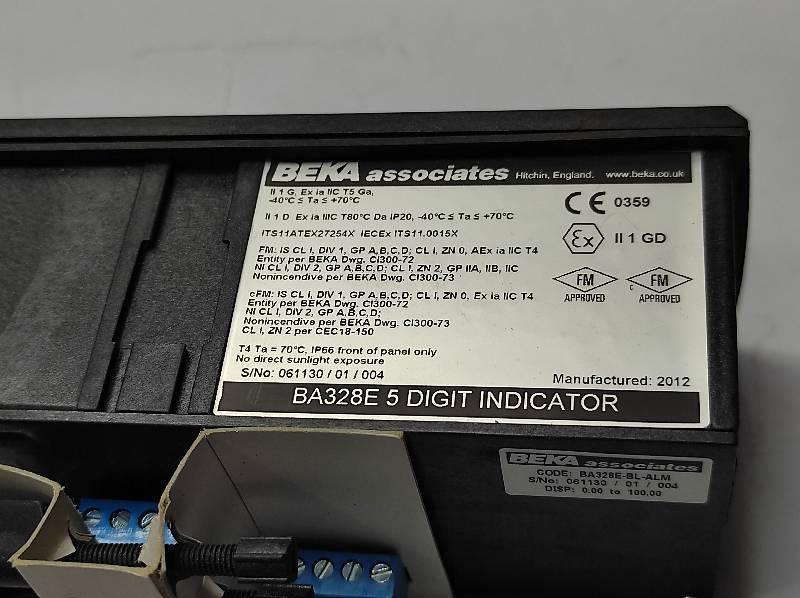 BEKA associates Hitchin, England. www.beka.co.uk
II 1 G, Ex ia IIC T5 Ga,
-40°C ≤ Ta ≤ +70°C
II 1 D Ex ia IIIC T80°C Da IP20, -40°C ≤ Ta ≤ +70°C
ITS11ATEX27254X IECEx ITS11.0015X
CE 0359
Ex II 1 GD
FM: IS CL I, DIV 1, GP A,B,C,D; CL I, ZN 0, AEx ia IIC T4
Entity per BEKA Dwg. CI300-72
NI CL I, DIV 2, GP A,B,C,D; CL I, ZN 2, GP IIA, IIB, IIC
Nonincendive per BEKA Dwg. CI300-73
FM APPROVED
c FM APPROVED
cFM: IS CL I, DIV 1, GP A,B,C,D; CL I, ZN 0, Ex ia IIC T4
Entity per BEKA Dwg. CI300-72
NI CL I, DIV 2, GP A,B,C,D;
Nonincendive per BEKA Dwg. CI300-73
CL I, ZN 2 per CEC18-150
T4 Ta = 70°C, IP66 front of panel only
No direct sunlight exposure
S/No: 061130 / 01 / 004
Manufactured: 2012
BA328E 5 DIGIT INDICATOR
BEKA associates
CODE: BA328E-BL-ALM
S/No: 061130 / 01 / 004
DISP: 0.00 to 100.00